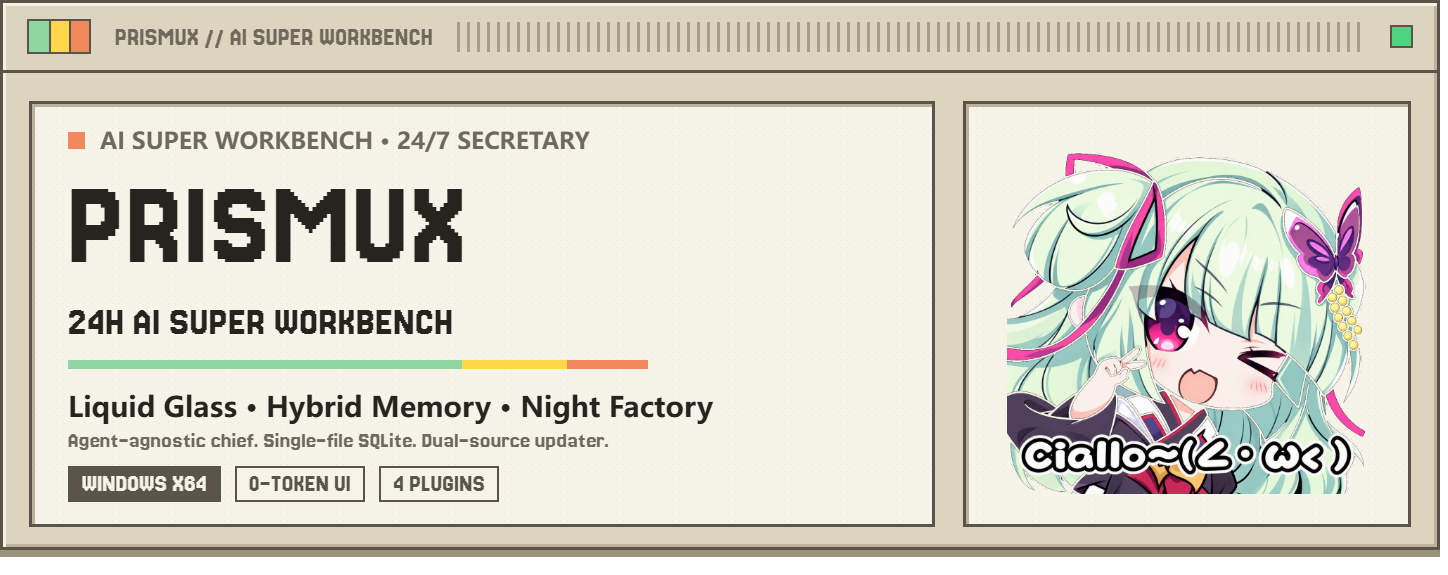 PRISMUX // AI SUPER WORKBENCH
AI SUPER WORKBENCH • 24/7 SECRETARY
PRISMUX
24H AI SUPER WORKBENCH
Liquid Glass • Hybrid Memory • Night Factory
Agent-agnostic chief. Single-file SQLite. Dual-source updater.
WINDOWS X64
0-TOKEN UI
4 PLUGINS
Ciallo~(∠・ω< )